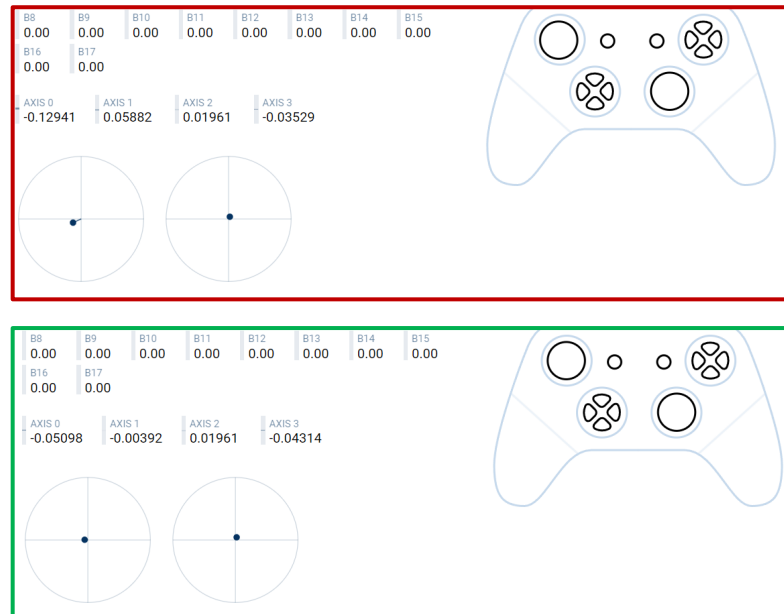 B8 B9 B10 B11 B12 B13 B14 B15
0.00 0.00 0.00 0.00 0.00 0.00 0.00 0.00
B16 B17
0.00 0.00
AXIS 0 AXIS 1 AXIS 2 AXIS 3
-0.12941 0.05882 0.01961 -0.03529
B8 B9 B10 B11 B12 B13 B14 B15
0.00 0.00 0.00 0.00 0.00 0.00 0.00 0.00
B16 B17
0.00 0.00
AXIS 0 AXIS 1 AXIS 2 AXIS 3
-0.05098 -0.00392 0.01961 -0.04314